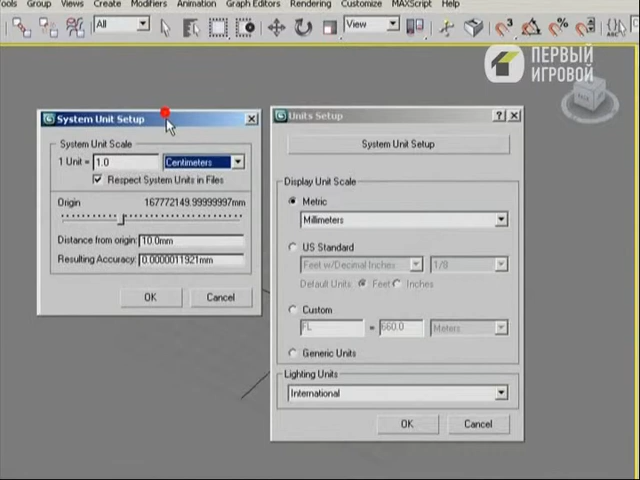 ools Group Views Create Modifiers Animation Graph Editors Rendering Customize MAXScript Help
All
View
3
ABC
ПЕРВЫЙ
ИГРОВОЙ
System Unit Setup
System Unit Scale
1 Unit = 1.0 Centimeters
Respect System Units in Files
Origin 167772149.99999997mm
Distance from origin: 10.0mm
Resulting Accuracy: 0.0000011921mm
OK Cancel
Units Setup
System Unit Setup
Display Unit Scale
Metric
Millimeters
US Standard
Feet w/Decimal Inches 1/8
Default Units: Feet Inches
Custom
FL = 660.0 Meters
Generic Units
Lighting Units
International
OK Cancel